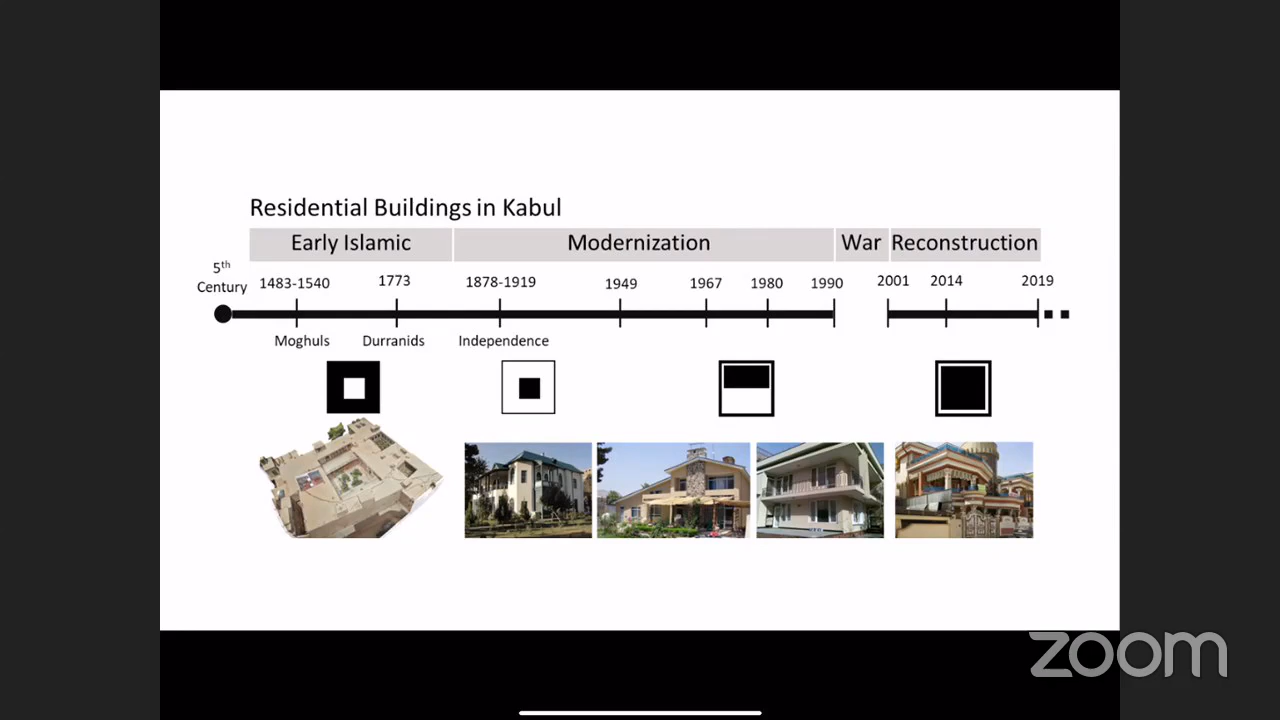 Residential Buildings in Kabul
Early Islamic Modernization War Reconstruction
5th
Century 1483-1540 1773 1878-1919 1949 1967 1980 1990 2001 2014 2019
Moghuls Durranids Independence
zoom